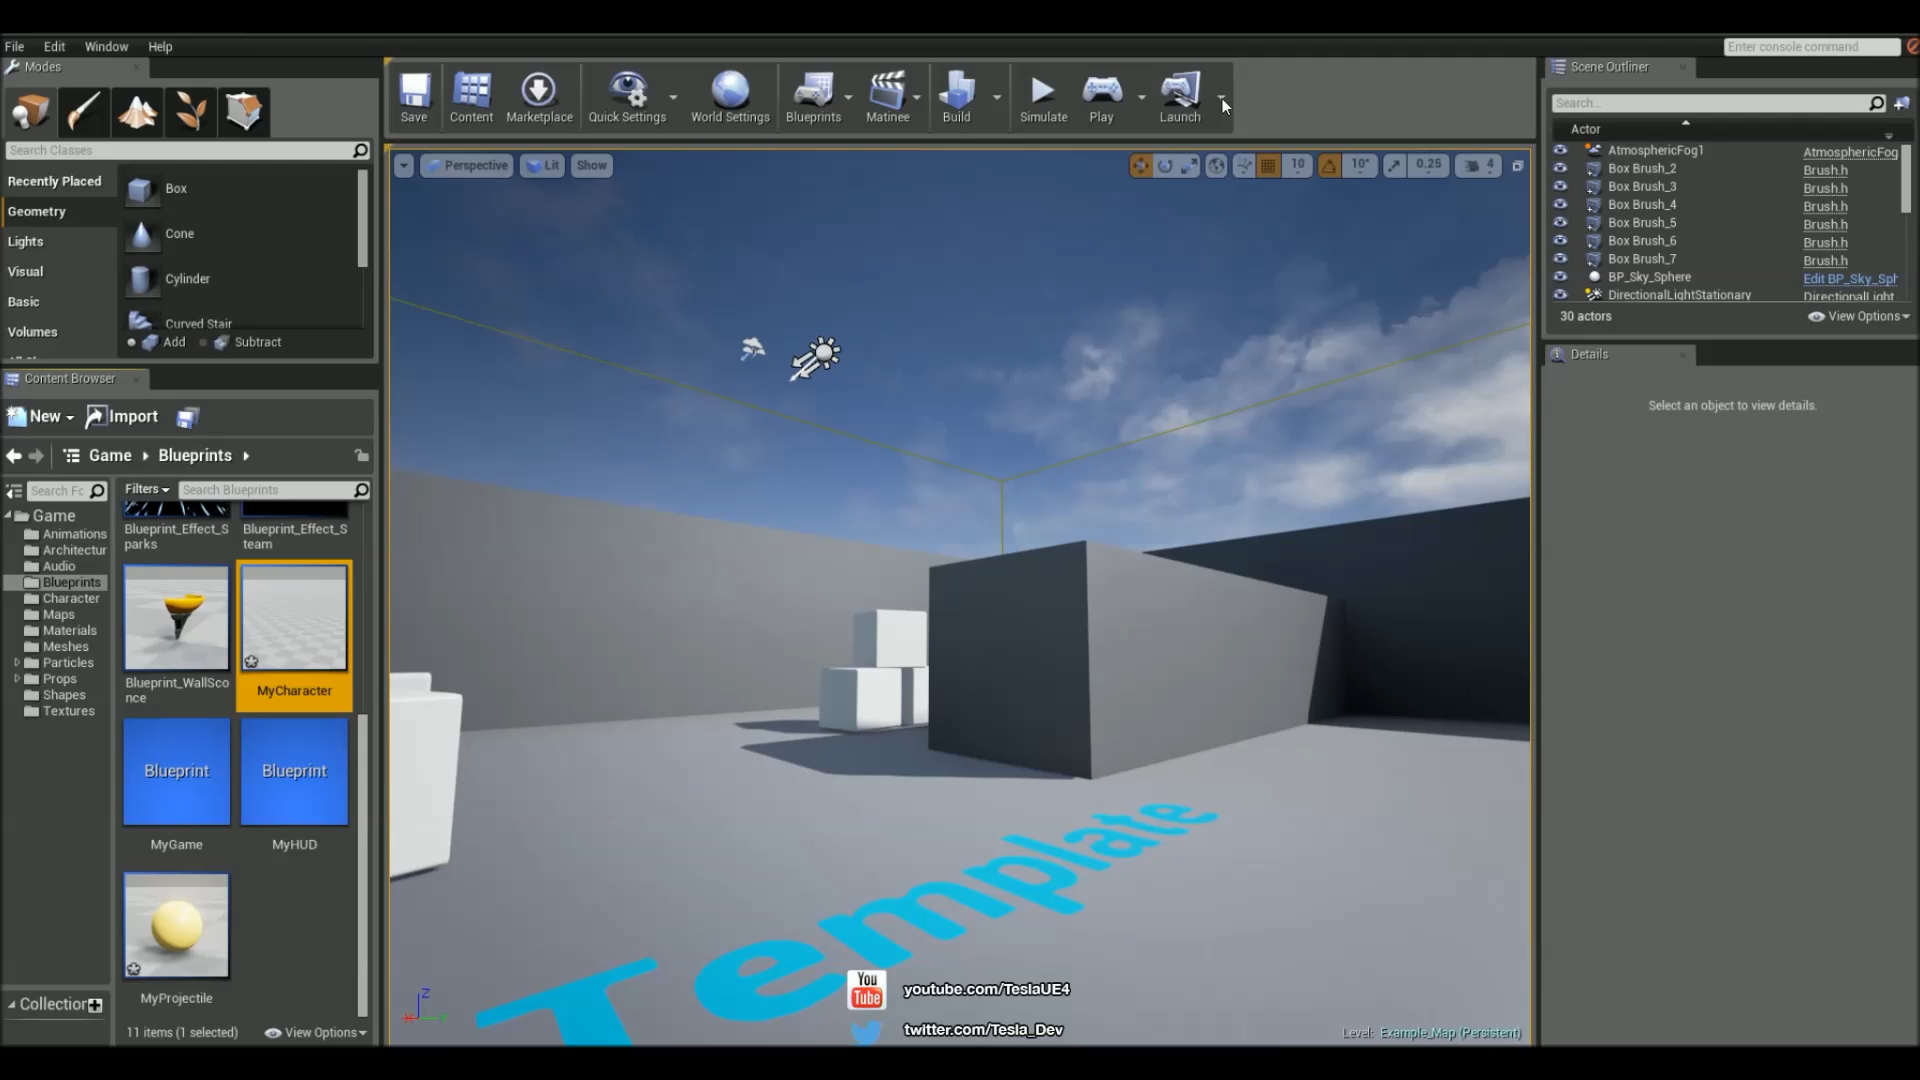 File Edit Window Help
Enter console command
Modes
Save
Content
Marketplace
Quick Settings
World Settings
Blueprints
Matinee
Build
Simulate
Play
Launch
Search Classes
Recently Placed
Geometry
Lights
Visual
Basic
Volumes
Box
Cone
Cylinder
Curved Stair
Add
Subtract
Content Browser
New
Import
Game
Blueprints
Search Fc
Filters
Search Blueprints
Game
Animations
Architectur
Audio
Blueprints
Character
Maps
Materials
Meshes
Particles
Props
Shapes
Textures
Collection
Blueprint_Effect_S
parks
Blueprint_Effect_S
team
Blueprint_WallSco
nce
MyCharacter
Blueprint
Blueprint
MyGame
MyHUD
MyProjectile
11 items (1 selected)
View Options
Perspective
Lit
Show
10
10°
0.25
4
Template
You
Tube
youtube.com/TeslaUE4
twitter.com/Tesla_Dev
Level: Example_Map (Persistent)
Scene Outliner
Search...
Actor
AtmosphericFog1 AtmosphericFog
Box Brush_2 Brush.h
Box Brush_3 Brush.h
Box Brush_4 Brush.h
Box Brush_5 Brush.h
Box Brush_6 Brush.h
Box Brush_7 Brush.h
BP_Sky_Sphere Edit BP_Sky_Sph
DirectionalLightStationary DirectionalLight
30 actors
View Options
Details
Select an object to view details.
X
Z